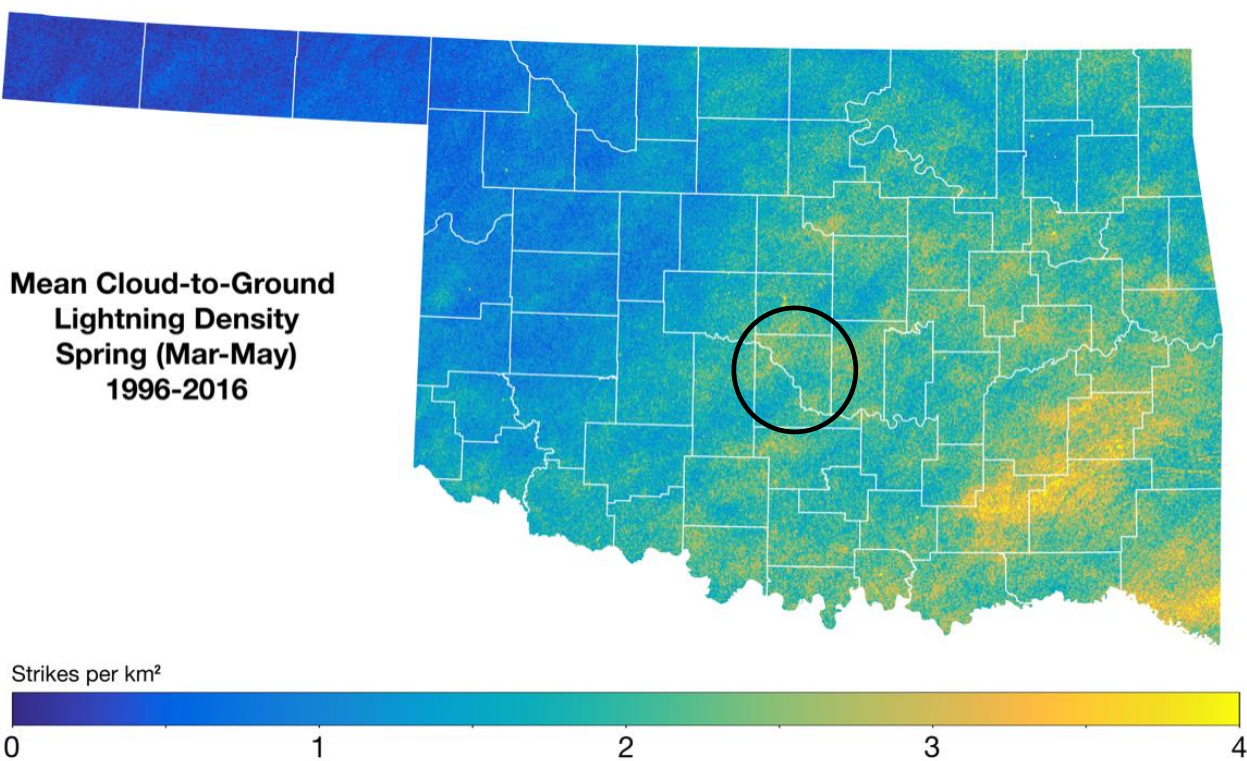 Mean Cloud-to-Ground
Lightning Density
Spring (Mar-May)
1996-2016
Strikes per km²
0 1 2 3 4